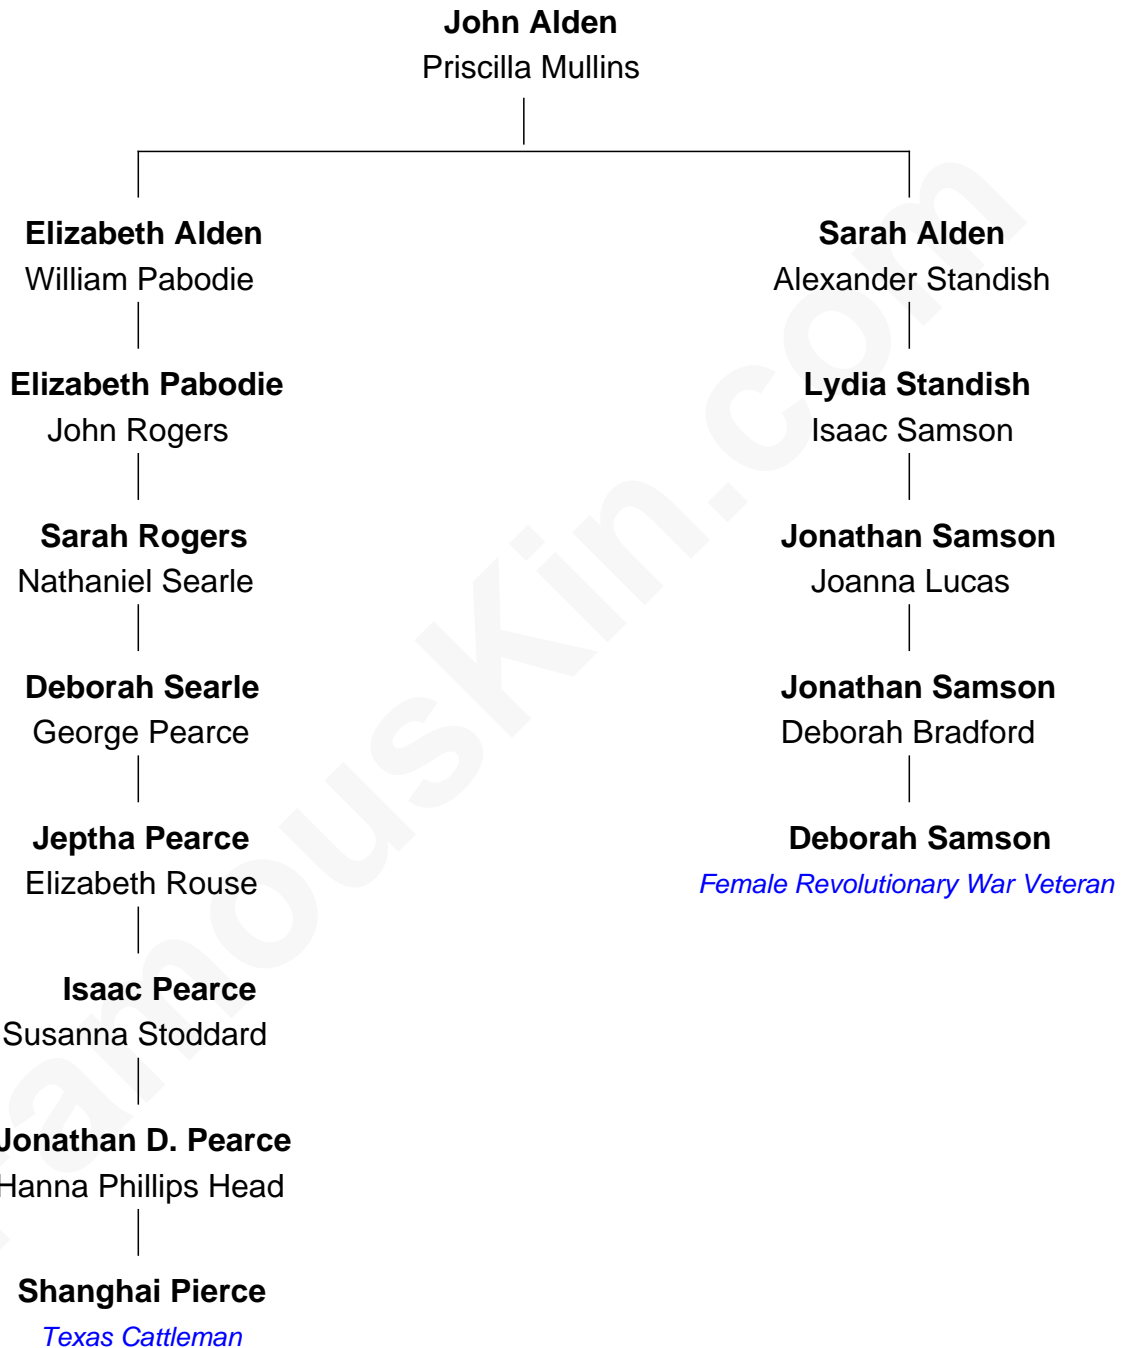 John Alden
Priscilla Mullins
Elizabeth Alden
William Pabodie
Sarah Alden
Alexander Standish
Elizabeth Pabodie
John Rogers
Lydia Standish
Isaac Samson
Sarah Rogers
Nathaniel Searle
Jonathan Samson
Joanna Lucas
Deborah Searle
George Pearce
Jonathan Samson
Deborah Bradford
Jeptha Pearce
Elizabeth Rouse
Deborah Samson
Female Revolutionary War Veteran
Isaac Pearce
Susanna Stoddard
Jonathan D. Pearce
Hanna Phillips Head
Shanghai Pierce
Texas Cattleman
FamousKin.com